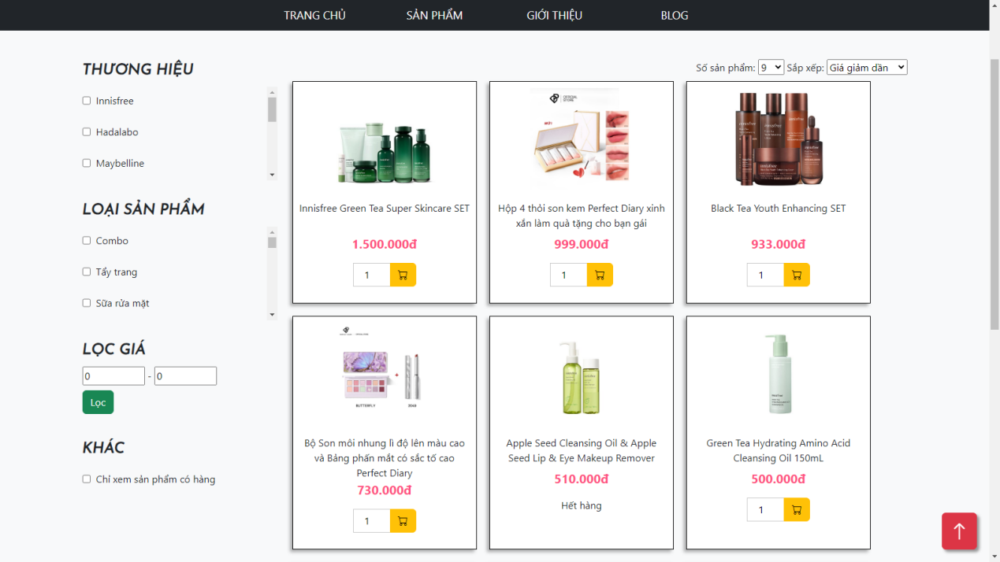 TRANG CHỦ
SẢN PHẨM
GIỚI THIỆU
BLOG
THƯƠNG HIỆU
Innisfree
Hadalabo
Maybelline
LOẠI SẢN PHẨM
Combo
Tẩy trang
Sữa rửa mặt
LỌC GIÁ
0 - 0
Lọc
KHÁC
Chỉ xem sản phẩm có hàng
Số sản phẩm: 9 Sắp xếp: Giá giảm dần
Innisfree Green Tea Super Skincare SET
1.500.000đ
1
OFFICIAL
STORE
Hộp 4 thỏi son kem Perfect Diary xinh
xắn làm quà tặng cho bạn gái
999.000đ
1
Black Tea Youth Enhancing SET
933.000đ
1
BUTTERFLY
Bộ Son môi nhung lì độ lên màu cao
và Bảng phấn mắt có sắc tố cao
Perfect Diary
730.000đ
1
Apple Seed Cleansing Oil & Apple
Seed Lip & Eye Makeup Remover
510.000đ
Hết hàng
Green Tea Hydrating Amino Acid
Cleansing Oil 150mL
500.000đ
1